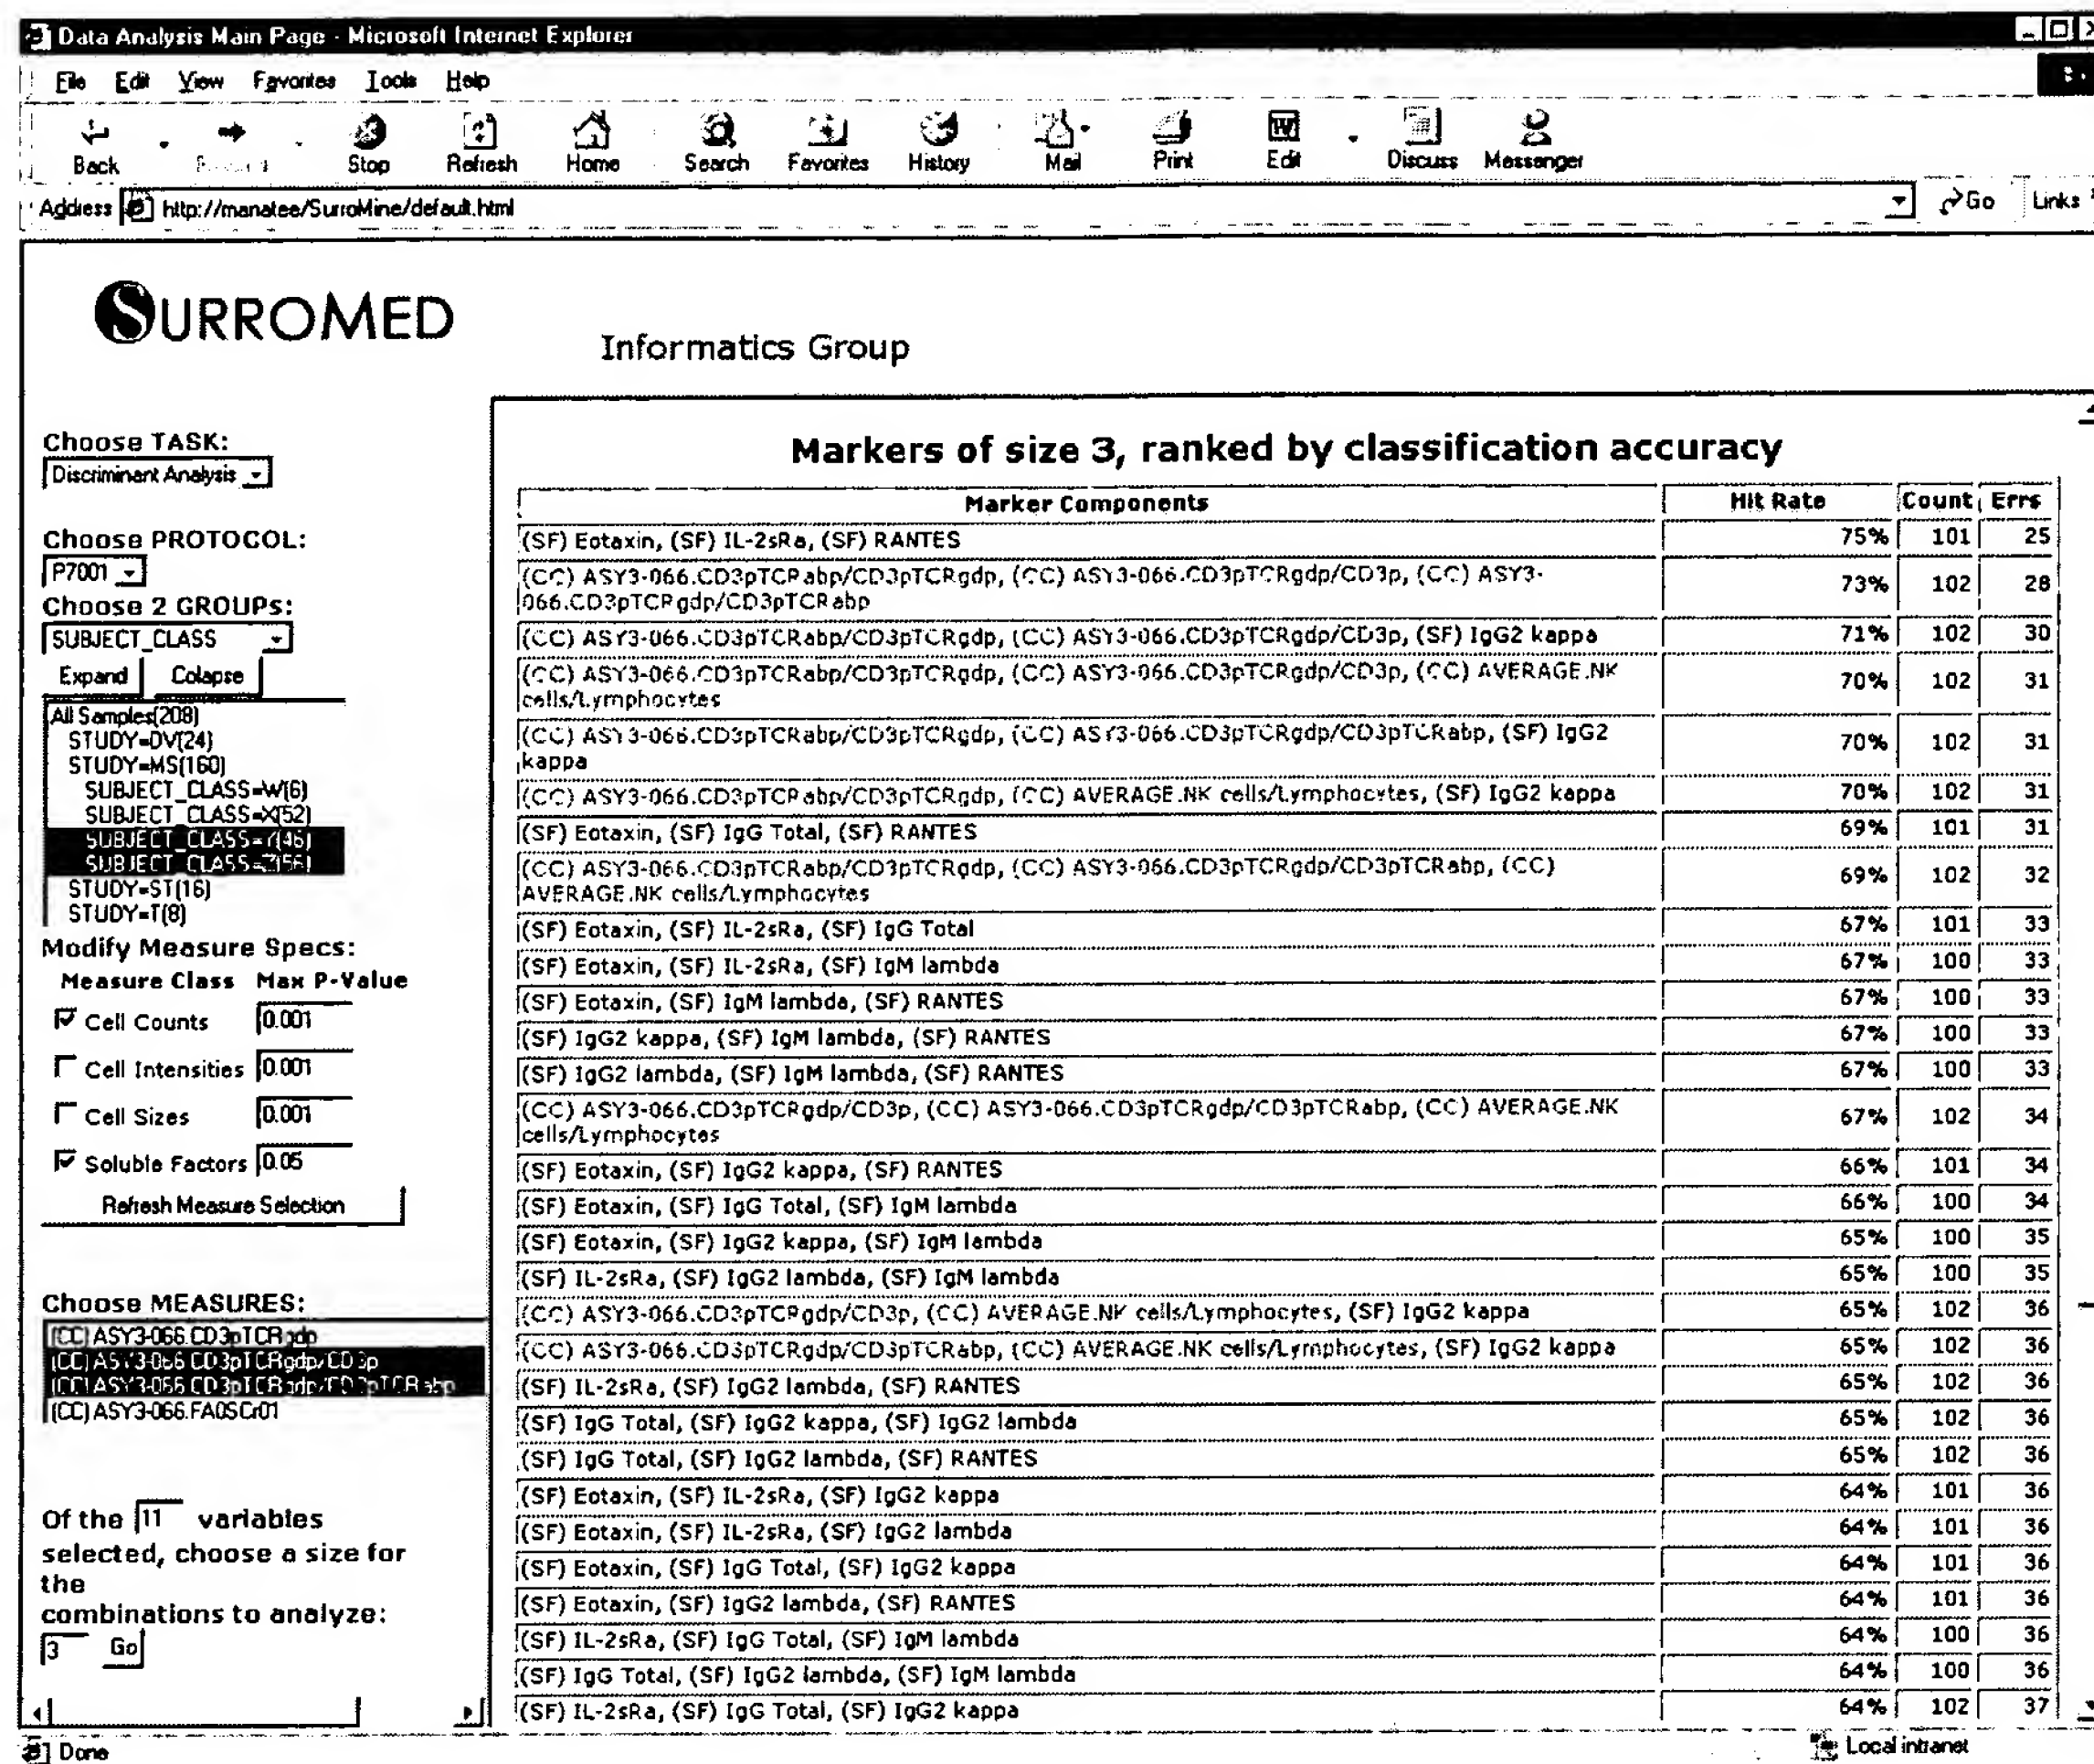 Data Analysis Main Page - Microsoft Internet Explorer
File Edit View Favorites Tools Help
Back Stop Refresh Home Search Favorites History Mail Print Edit Discuss Messenger
Address http://manatee/SurroMine/default.html Go Links
SURROMED
Informatics Group
Choose TASK:
Discriminant Analysis
Choose PROTOCOL:
P7001
Choose 2 GROUPs:
SUBJECT_CLASS
Expand Colapse
All Samples(208)
STUDY=DV(24)
STUDY=MS(160)
SUBJECT_CLASS=W(6)
SUBJECT_CLASS=X(52)
SUBJECT_CLASS=Y(46)
SUBJECT_CLASS=Z(56)
STUDY=ST(16)
STUDY=T(8)
Modify Measure Specs:
Measure Class Max P-Value
Cell Counts 0.001
Cell Intensities 0.001
Cell Sizes 0.001
Soluble Factors 0.05
Refresh Measure Selection
Choose MEASURES:
(CC) ASY3-066.CD3pTCRgdp
(CC) ASY3-066.CD3pTCRgdp/CD3p
(CC) ASY3-066.CD3pTCRgdp/CD3pTCRabp
(CC) ASY3-066.FA0SCr01
Of the 11 variables
selected, choose a size for
the
combinations to analyze:
3 Go
Markers of size 3, ranked by classification accuracy
Marker Components Hit Rate Count Errs
(SF) Eotaxin, (SF) IL-2sRa, (SF) RANTES 75% 101 25
(CC) ASY3-066.CD3pTCRabp/CD3pTCRgdp, (CC) ASY3-066.CD3pTCRgdp/CD3p, (CC) ASY3-
066.CD3pTCRgdp/CD3pTCRabp 73% 102 28
(CC) ASY3-066.CD3pTCRabp/CD3pTCRgdp, (CC) ASY3-066.CD3pTCRgdp/CD3p, (SF) IgG2 kappa 71% 102 30
(CC) ASY3-066.CD3pTCRabp/CD3pTCRgdp, (CC) ASY3-066.CD3pTCRgdp/CD3p, (CC) AVERAGE.NK
cells/Lymphocytes 70% 102 31
(CC) ASY3-066.CD3pTCRabp/CD3pTCRgdp, (CC) ASY3-066.CD3pTCRgdp/CD3pTCRabp, (SF) IgG2
kappa 70% 102 31
(CC) ASY3-066.CD3pTCRabp/CD3pTCRgdp, (CC) AVERAGE.NK cells/Lymphocytes, (SF) IgG2 kappa 70% 102 31
(SF) Eotaxin, (SF) IgG Total, (SF) RANTES 69% 101 31
(CC) ASY3-066.CD3pTCRabp/CD3pTCRgdp, (CC) ASY3-066.CD3pTCRgdp/CD3pTCRabp, (CC)
AVERAGE.NK cells/Lymphocytes 69% 102 32
(SF) Eotaxin, (SF) IL-2sRa, (SF) IgG Total 67% 101 33
(SF) Eotaxin, (SF) IL-2sRa, (SF) IgM lambda 67% 100 33
(SF) Eotaxin, (SF) IgM lambda, (SF) RANTES 67% 100 33
(SF) IgG2 kappa, (SF) IgM lambda, (SF) RANTES 67% 100 33
(SF) IgG2 lambda, (SF) IgM lambda, (SF) RANTES 67% 100 33
(CC) ASY3-066.CD3pTCRgdp/CD3p, (CC) ASY3-066.CD3pTCRgdp/CD3pTCRabp, (CC) AVERAGE.NK
cells/Lymphocytes 67% 102 34
(SF) Eotaxin, (SF) IgG2 kappa, (SF) RANTES 66% 101 34
(SF) Eotaxin, (SF) IgG Total, (SF) IgM lambda 66% 100 34
(SF) Eotaxin, (SF) IgG2 kappa, (SF) IgM lambda 65% 100 35
(SF) IL-2sRa, (SF) IgG2 lambda, (SF) IgM lambda 65% 100 35
(CC) ASY3-066.CD3pTCRgdp/CD3p, (CC) AVERAGE.NK cells/Lymphocytes, (SF) IgG2 kappa 65% 102 36
(CC) ASY3-066.CD3pTCRgdp/CD3pTCRabp, (CC) AVERAGE.NK cells/Lymphocytes, (SF) IgG2 kappa 65% 102 36
(SF) IL-2sRa, (SF) IgG2 lambda, (SF) RANTES 65% 102 36
(SF) IgG Total, (SF) IgG2 kappa, (SF) IgG2 lambda 65% 102 36
(SF) IgG Total, (SF) IgG2 lambda, (SF) RANTES 65% 102 36
(SF) Eotaxin, (SF) IL-2sRa, (SF) IgG2 kappa 64% 101 36
(SF) Eotaxin, (SF) IL-2sRa, (SF) IgG2 lambda 64% 101 36
(SF) Eotaxin, (SF) IgG Total, (SF) IgG2 kappa 64% 101 36
(SF) Eotaxin, (SF) IgG2 lambda, (SF) RANTES 64% 101 36
(SF) IL-2sRa, (SF) IgG Total, (SF) IgM lambda 64% 100 36
(SF) IgG Total, (SF) IgG2 lambda, (SF) IgM lambda 64% 100 36
(SF) IL-2sRa, (SF) IgG Total, (SF) IgG2 kappa 64% 102 37
Done Local intranet